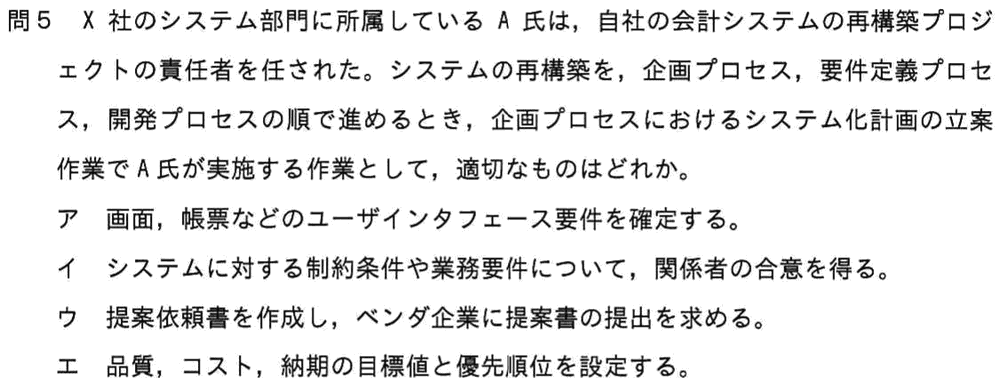 問5 X 社のシステム部門に所属している A 氏は，自社の会計システムの再構築プロジ
ェクトの責任者を任された。システムの再構築を，企画プロセス，要件定義プロセ
ス，開発プロセスの順で進めるとき，企画プロセスにおけるシステム化計画の立案
作業で A 氏が実施する作業として，適切なものはどれか。
ア 画面，帳票などのユーザインタフェース要件を確定する。
イ システムに対する制約条件や業務要件について，関係者の合意を得る。
ウ 提案依頼書を作成し，ベンダ企業に提案書の提出を求める。
エ 品質，コスト，納期の目標値と優先順位を設定する。